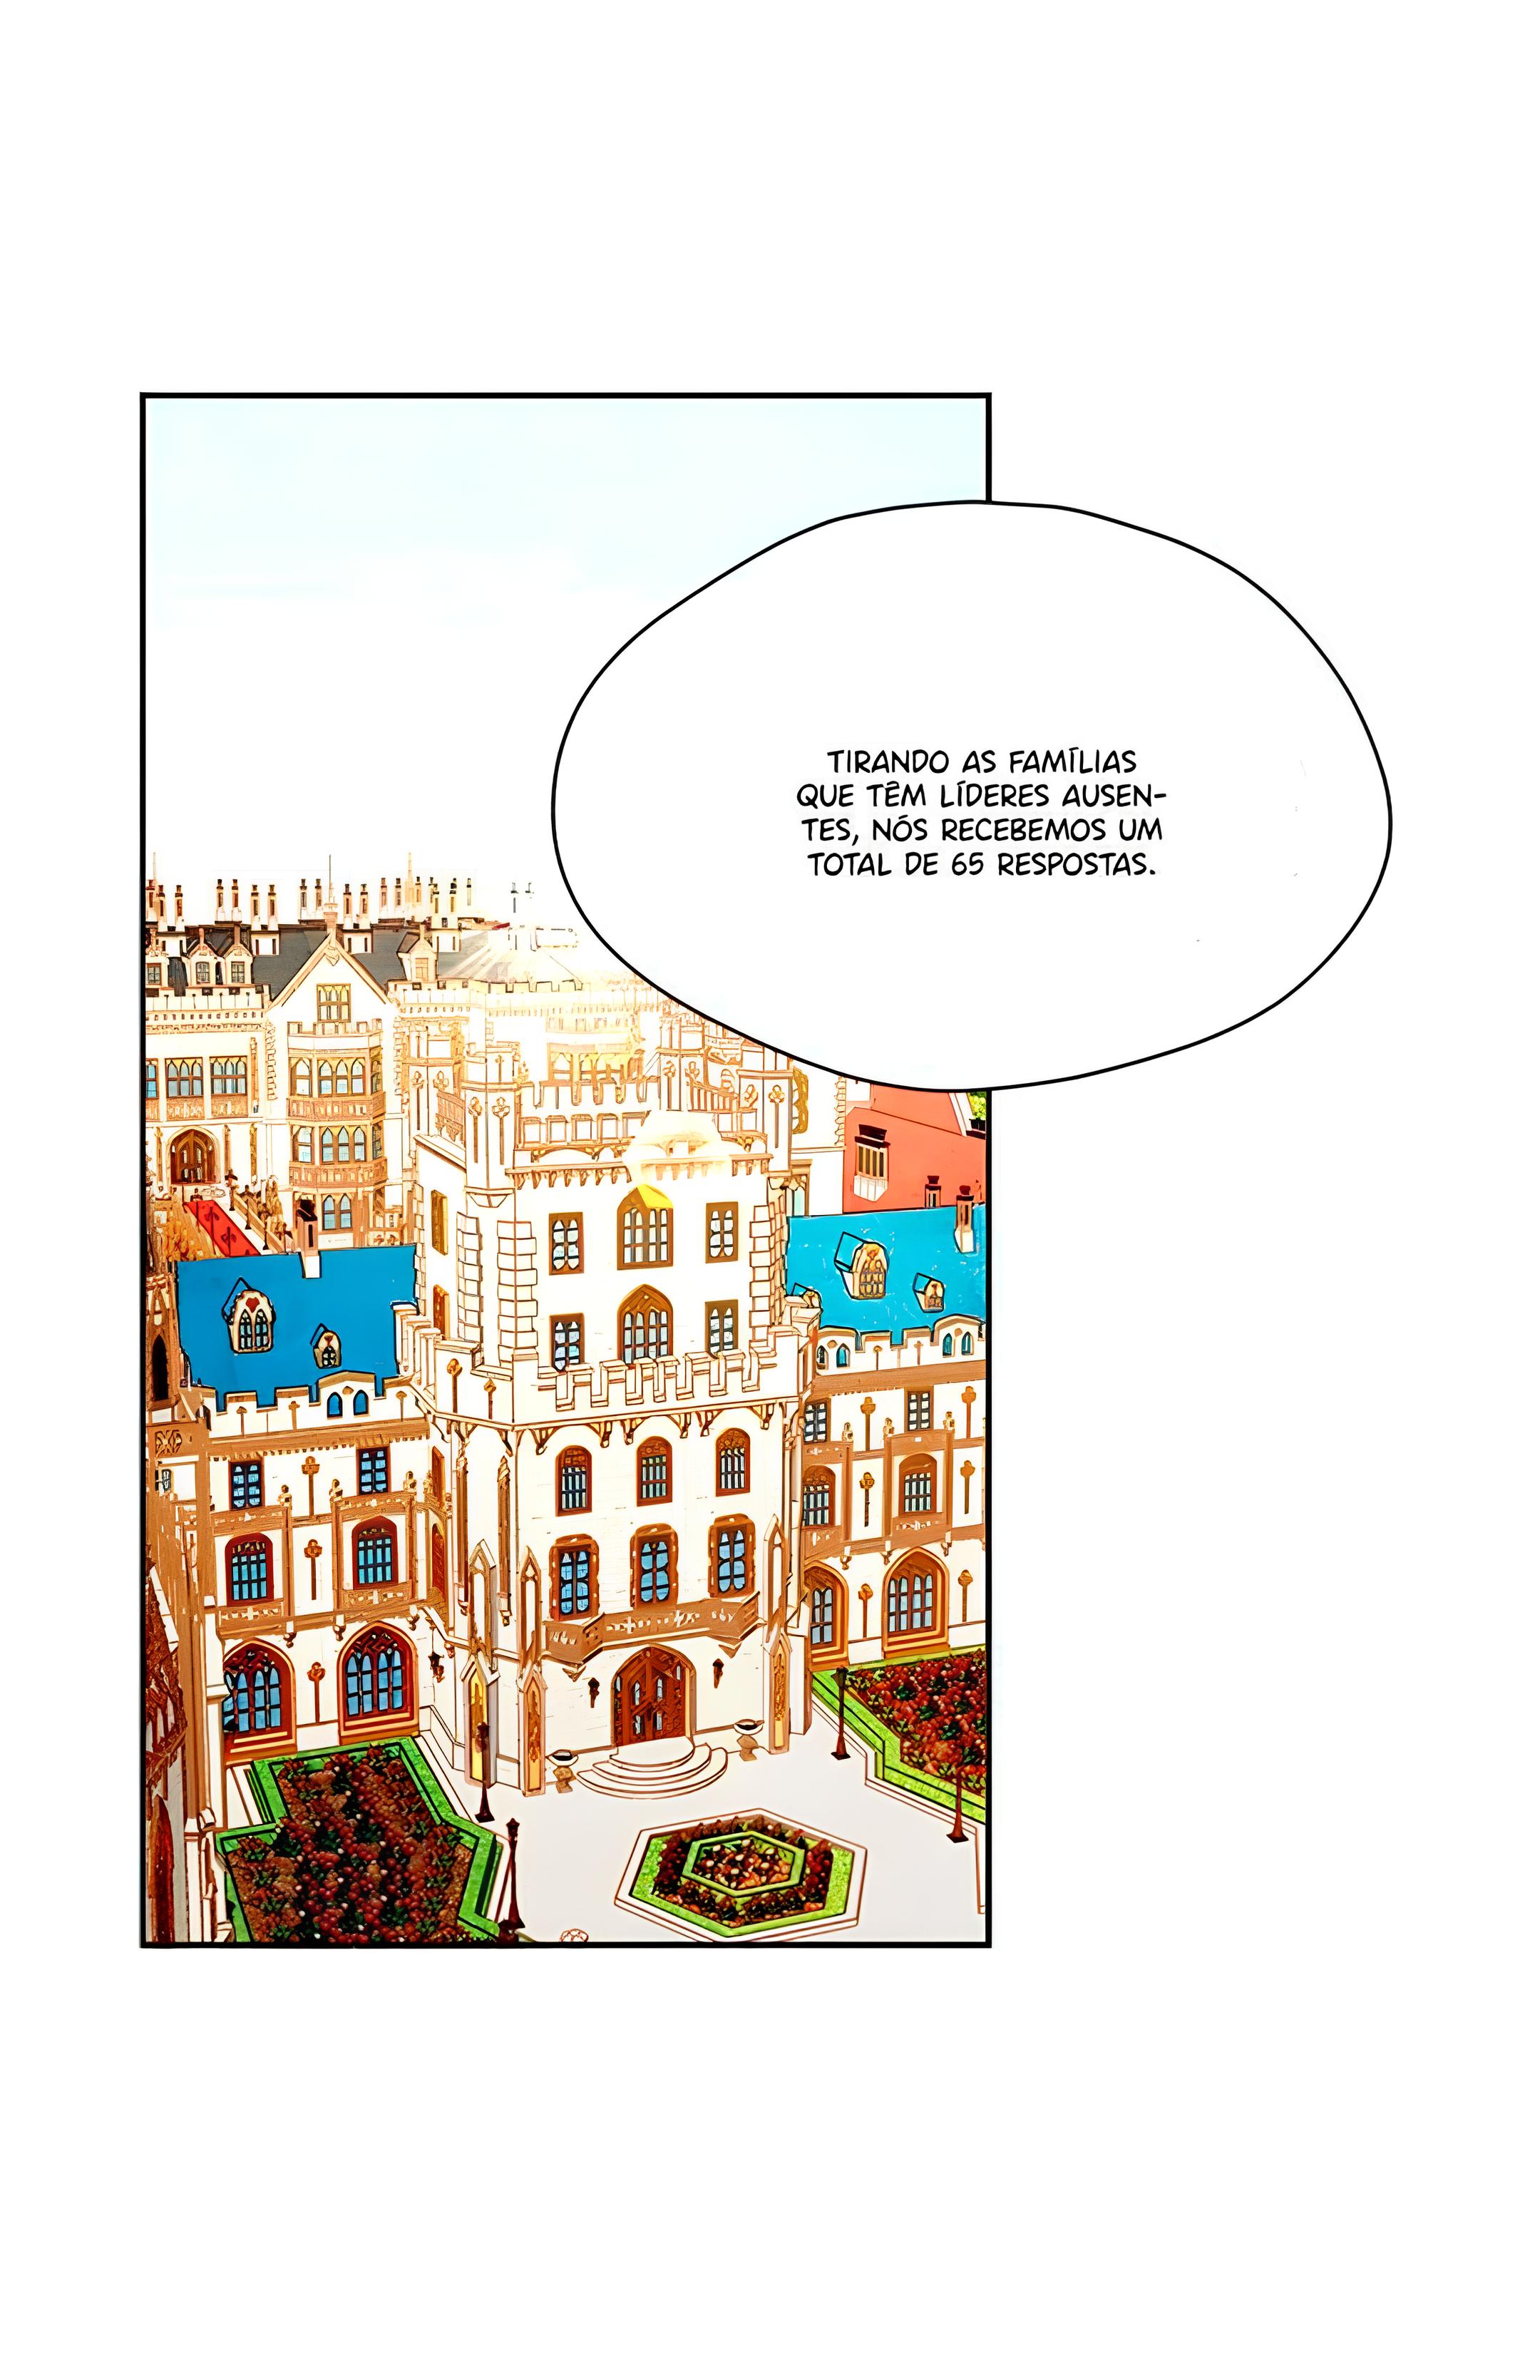 TIRANDO AS FAMÍLIAS
QUE TÊM LÍDERES AUSEN-
TES, NÓS RECEBEMOS UM
TOTAL DE 65 RESPOSTAS.